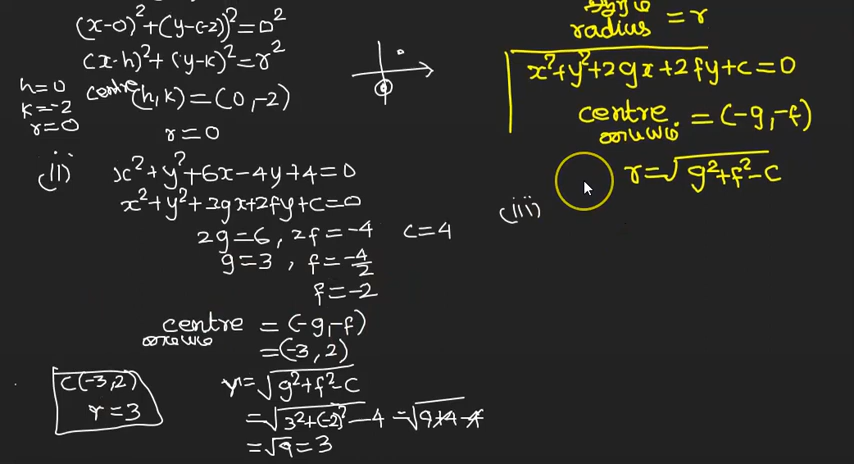 (x-0)²+(y-(-2))²=0²
(x-h)²+(y-k)²=r²
h=0
k=-2
r=0
centre (h,k)=(0,-2)
r=0
(ii) x²+y²+6x-4y+4=0
x²+y²+2gx+2fy+c=0
2g=6, 2f=-4 c=4
g=3, f=-4/2
f=-2
centre = (-g,-f)
மையம்
=(-3,2)
r=√g²+f²-c
=√3²+(-2)²-4 =√9+4-4
=√9=3
C(-3,2)
r=3
radius = r
x²+y²+2gx+2fy+c=0
centre = (-g,-f)
மையம்
r=√g²+f²-c
(iii)